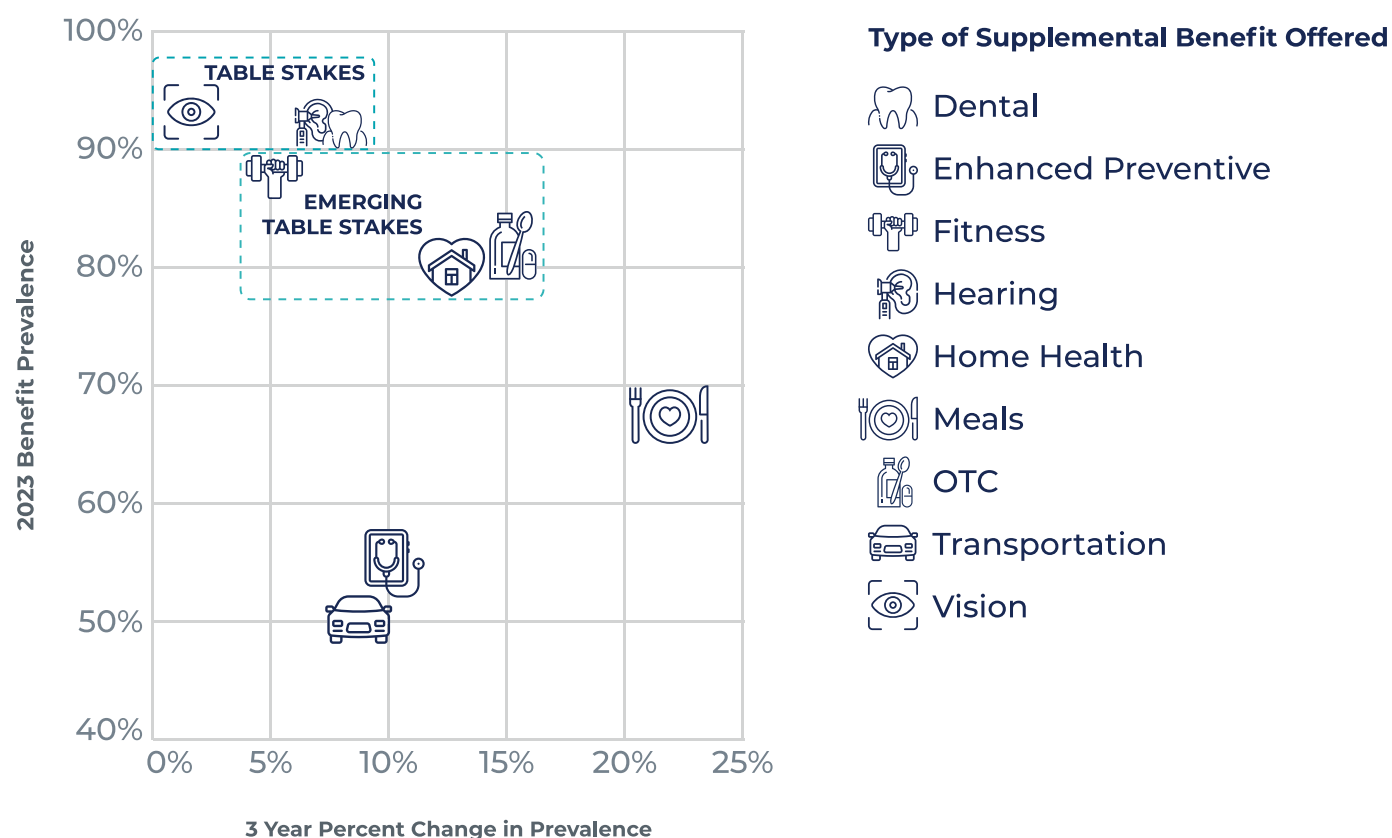 100%
90%
80%
70%
60%
50%
40%
0%
5%
10%
15%
20%
25%
2023 Benefit Prevalence
3 Year Percent Change in Prevalence
TABLE STAKES
EMERGING
TABLE STAKES
Type of Supplemental Benefit Offered
Dental
Enhanced Preventive
Fitness
Hearing
Home Health
Meals
OTC
Transportation
Vision